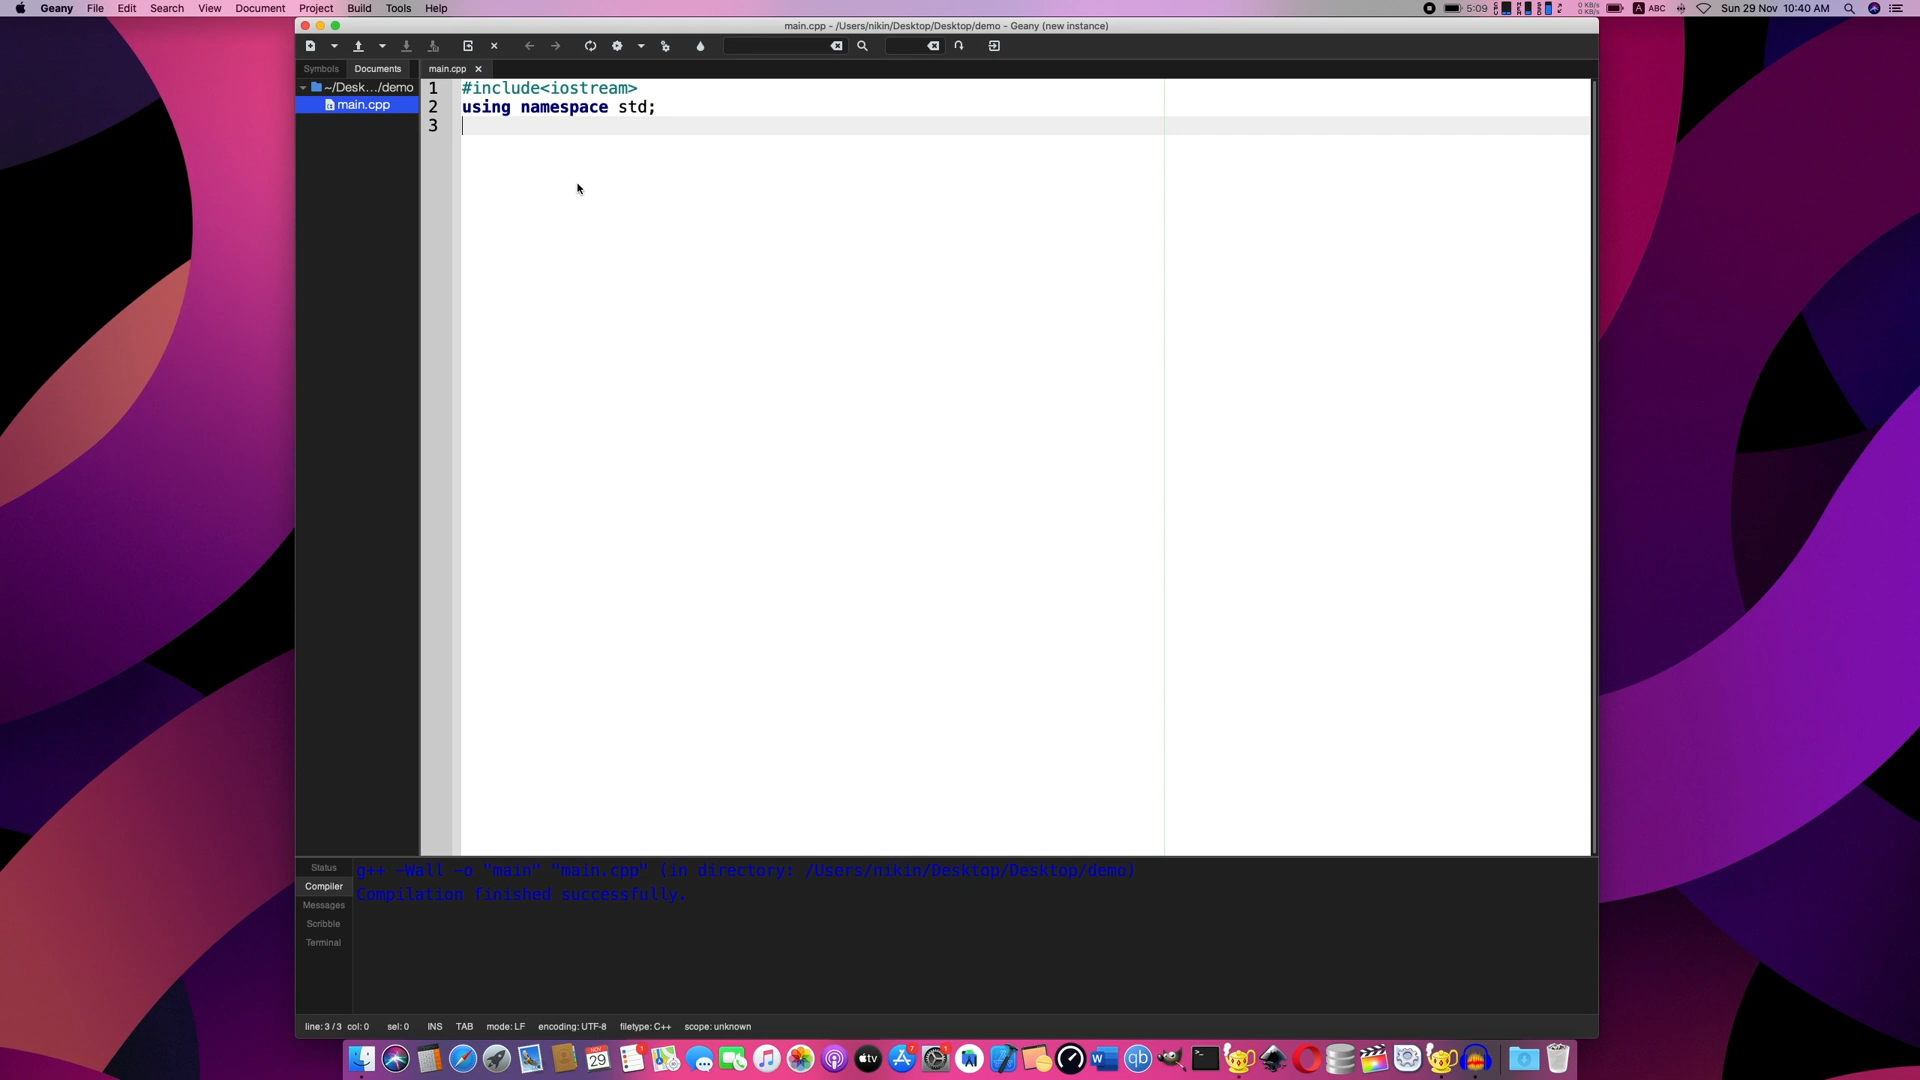 Geany File Edit Search View Document Project Build Tools Help
5:09 ABC Sun 29 Nov 10:40 AM
main.cpp - /Users/nikin/Desktop/Desktop/demo - Geany (new instance)
Symbols Documents main.cpp
~/Desk.../demo
main.cpp
1 #include<iostream>
2 using namespace std;
3
Status
Compiler
Messages
Scribble
Terminal
g++ -Wall -o "main" "main.cpp" (in directory: /Users/nikin/Desktop/Desktop/demo)
Compilation finished successfully.
line: 3 / 3 col: 0 sel: 0 INS TAB mode: LF encoding: UTF-8 filetype: C++ scope: unknown